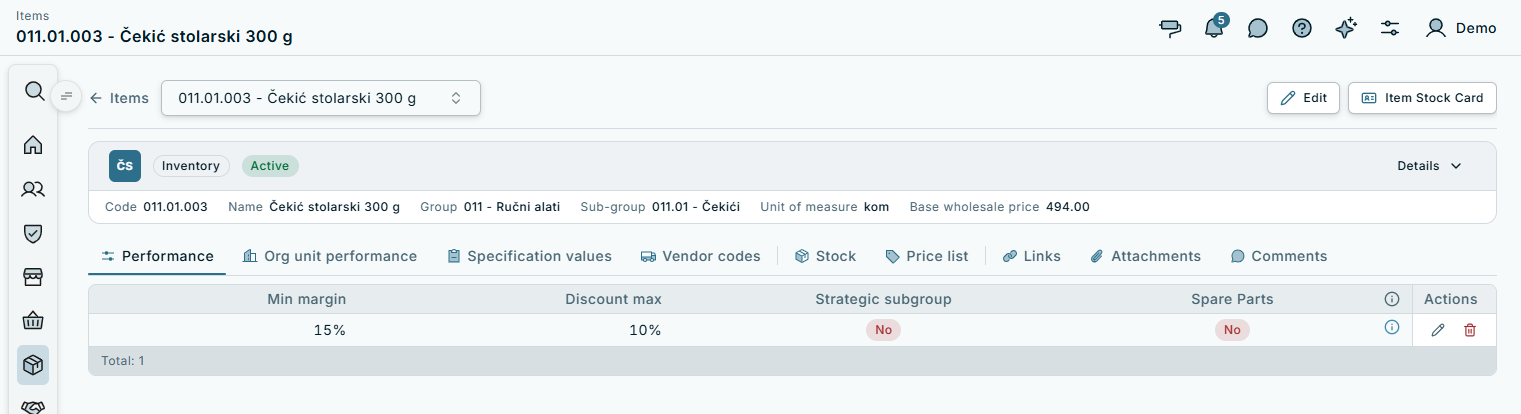 Items
011.01.003 - Čekić stolarski 300 g
5
Demo
Items
011.01.003 - Čekić stolarski 300 g
Edit
Item Stock Card
ČS
Inventory
Active
Details
Code 011.01.003 Name Čekić stolarski 300 g Group 011 - Ručni alati Sub-group 011.01 - Čekići Unit of measure kom Base wholesale price 494.00
Performance Org unit performance Specification values Vendor codes Stock Price list Links Attachments Comments
Min margin Discount max Strategic subgroup Spare Parts Actions
15% 10% No No
Total: 1